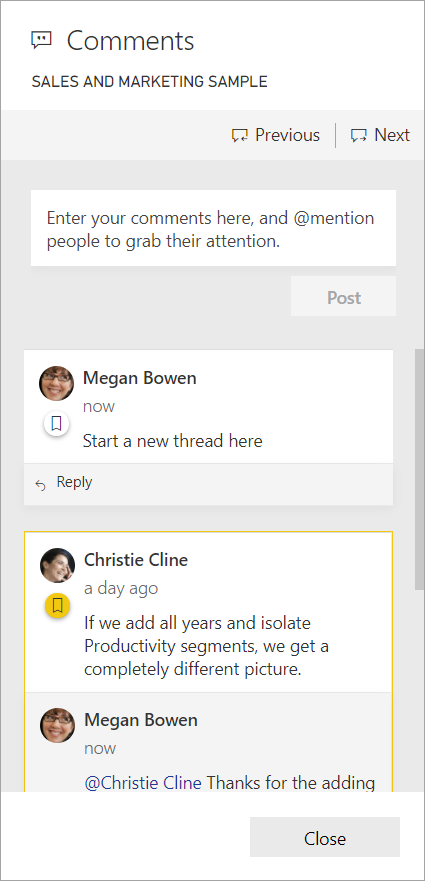 Comments
SALES AND MARKETING SAMPLE
Previous
Next
Enter your comments here, and @mention
people to grab their attention.
Post
Megan Bowen
now
Start a new thread here
Reply
Christie Cline
a day ago
If we add all years and isolate
Productivity segments, we get a
completely different picture.
Megan Bowen
now
@Christie Cline Thanks for the adding
Close